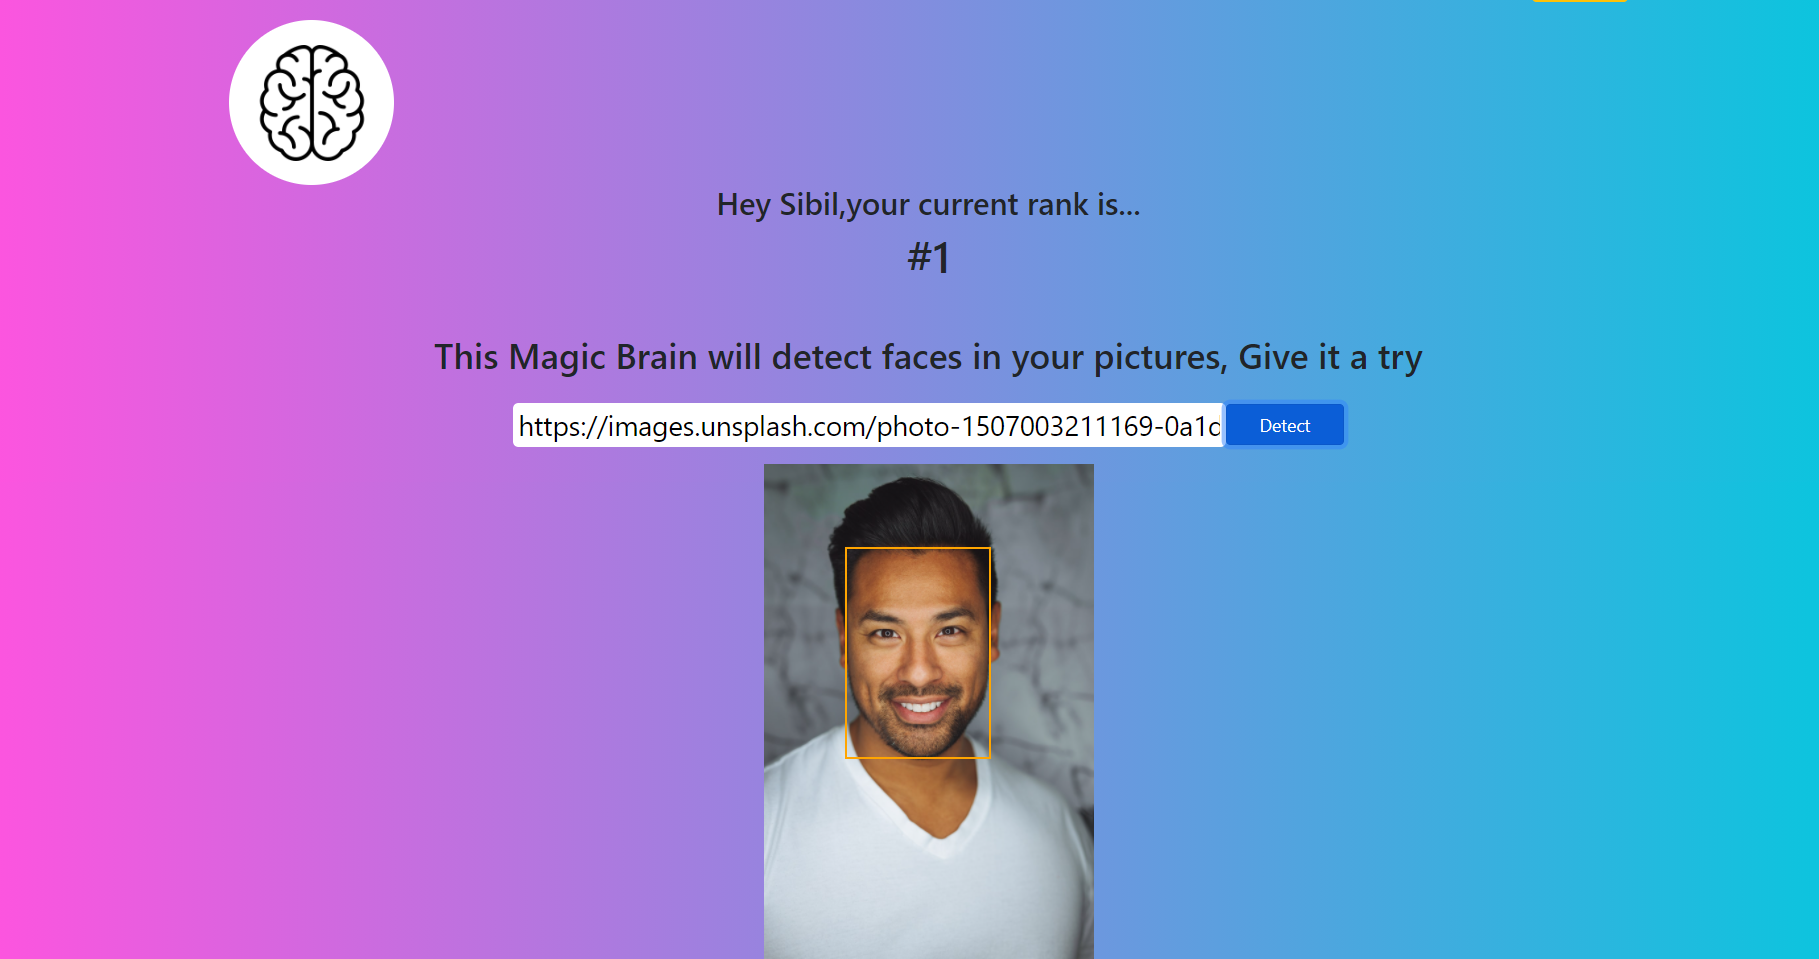 Hey Sibil,your current rank is...
#1
This Magic Brain will detect faces in your pictures, Give it a try
https://images.unsplash.com/photo-1507003211169-0a1d
Detect